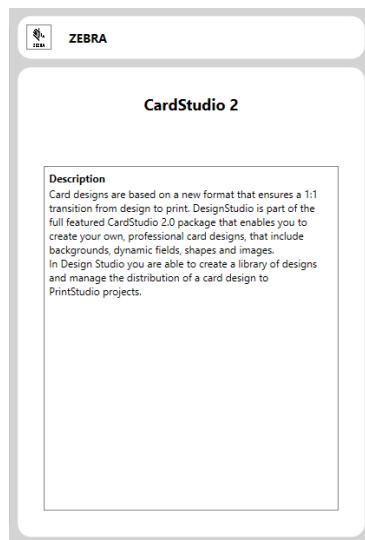 ZEBRA
ZEBRA
CardStudio 2
Description
Card designs are based on a new format that ensures a 1:1
transition from design to print. DesignStudio is part of the
full featured CardStudio 2.0 package that enables you to
create your own, professional card designs, that include
backgrounds, dynamic fields, shapes and images.
In Design Studio you are able to create a library of designs
and manage the distribution of a card design to
PrintStudio projects.